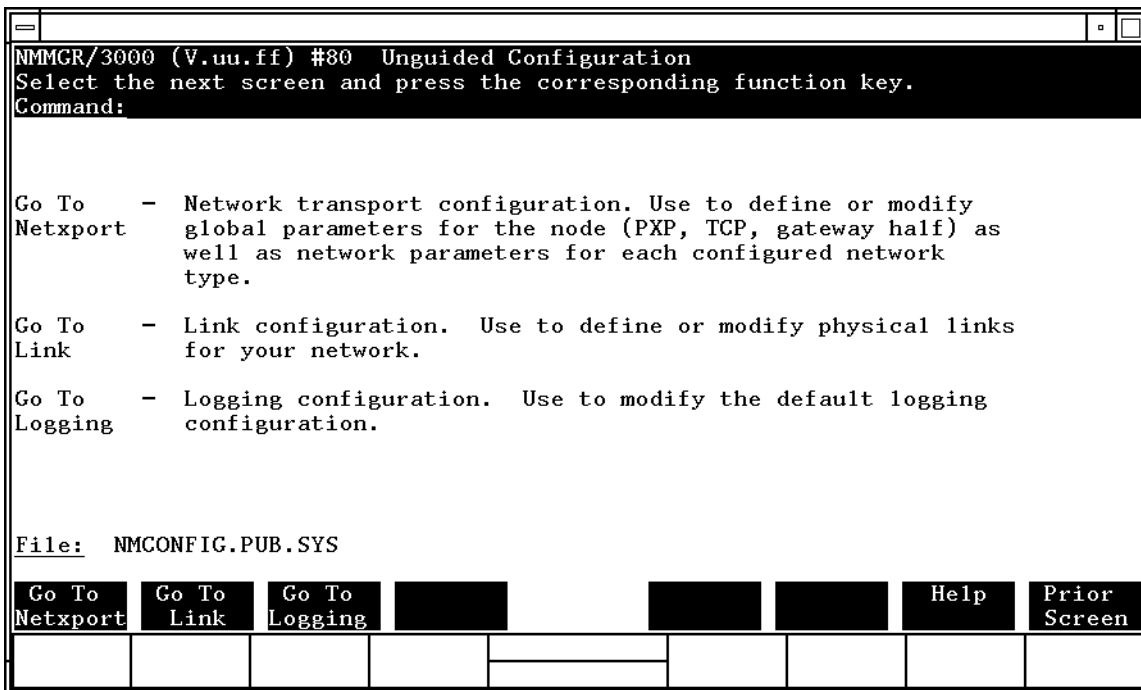 NMMGR/3000 (V.uu.ff) #80  Unguided Configuration
Select the next screen and press the corresponding function key.
Command:
Go To    -  Network transport configuration. Use to define or modify
Netxport    global parameters for the node (PXP, TCP, gateway half) as
well as network parameters for each configured network
type.
Go To    -  Link configuration.  Use to define or modify physical links
Link        for your network.
Go To    -  Logging configuration.  Use to modify the default logging
Logging     configuration.
File:  NMCONFIG.PUB.SYS
Go To    Go To    Go To    Help    Prior
Netxport    Link    Logging    Screen